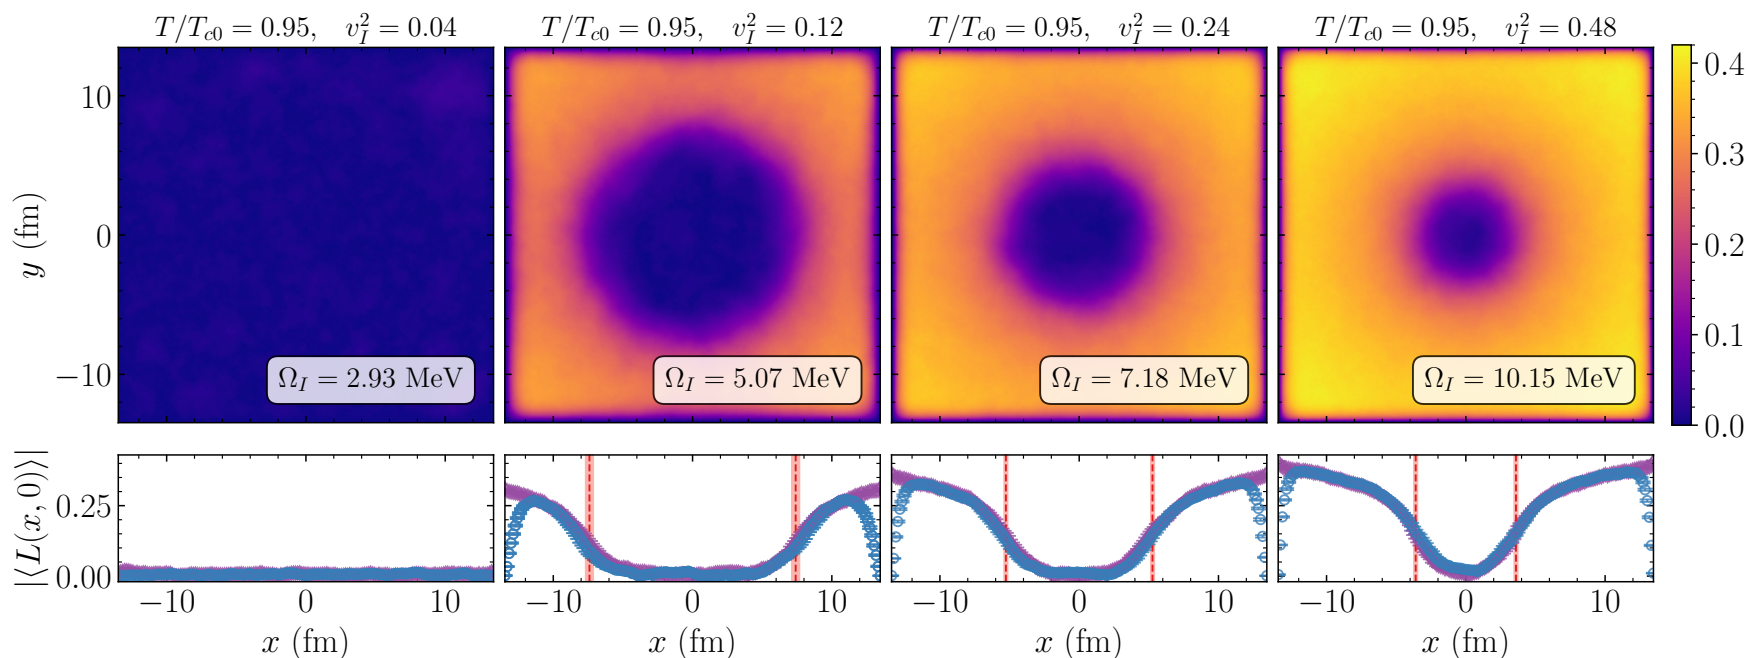 T/T_{c0} = 0.95, v_I^2 = 0.04
T/T_{c0} = 0.95, v_I^2 = 0.12
T/T_{c0} = 0.95, v_I^2 = 0.24
T/T_{c0} = 0.95, v_I^2 = 0.48
y (fm)
10
0
−10
Ω_I = 2.93 MeV
Ω_I = 5.07 MeV
Ω_I = 7.18 MeV
Ω_I = 10.15 MeV
0.4
0.3
0.2
0.1
0.0
|⟨L(x, 0)⟩|
0.25
0.00
−10 0 10
−10 0 10
−10 0 10
−10 0 10
x (fm)
x (fm)
x (fm)
x (fm)